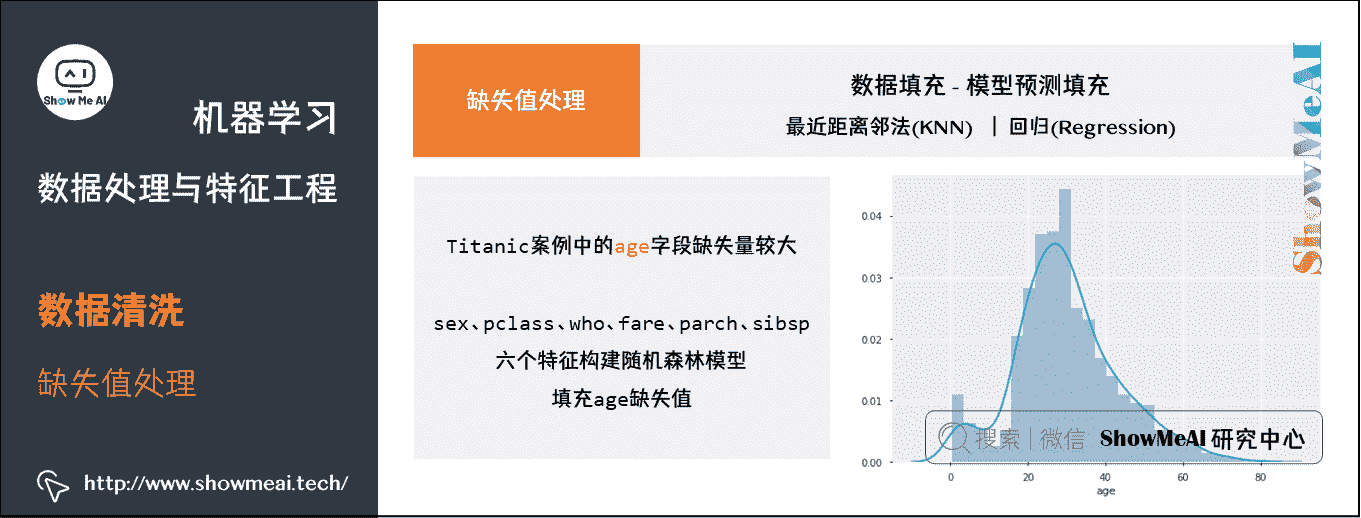 Show Me AI
机器学习
数据处理与特征工程
数据清洗
缺失值处理
http://www.showmeai.tech/
缺失值处理
数据填充 - 模型预测填充
最近距离邻法(KNN) | 回归(Regression)
Titanic案例中的age字段缺失量较大
sex、pclass、who、fare、parch、sibsp
六个特征构建随机森林模型
填充age缺失值
ShowMeAI
0.04
0.03
0.02
0.01
0.00
0
20
40
60
80
age
搜索 | 微信 ShowMeAI 研究中心